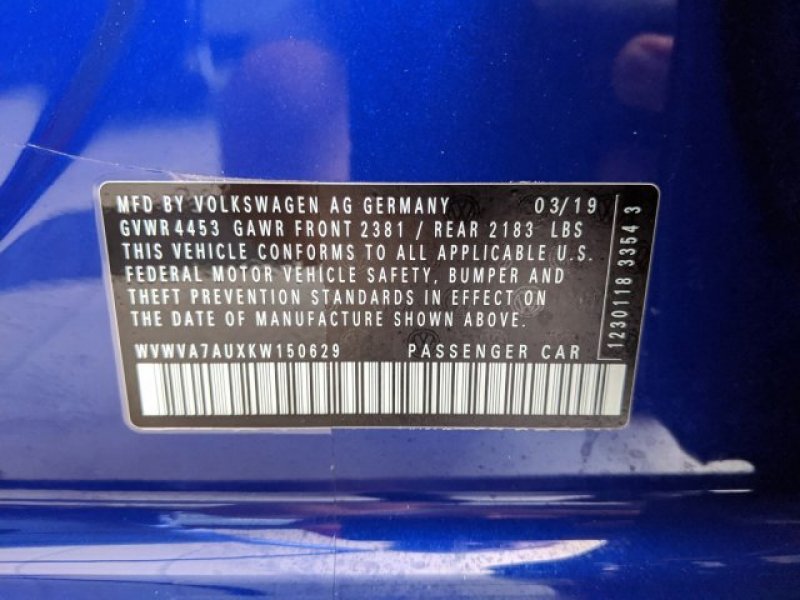 MFD BY VOLKSWAGEN AG GERMANY 03/19
GVWR 4453 GAWR FRONT 2381 / REAR 2183 LBS
THIS VEHICLE CONFORMS TO ALL APPLICABLE U.S.
FEDERAL MOTOR VEHICLE SAFETY, BUMPER AND
THEFT PREVENTION STANDARDS IN EFFECT ON
THE DATE OF MANUFACTURE SHOWN ABOVE.
WVWVA7AUXKW150629 PASSENGER CAR
1230118 3354 3